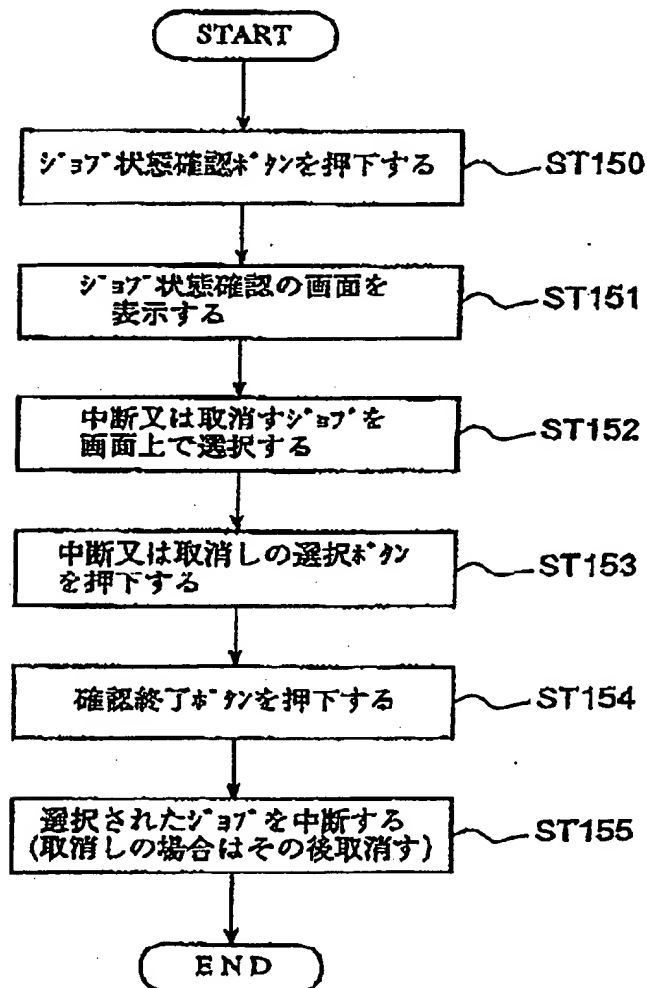 START
ｼﾞｮﾌﾞ状態確認ﾎﾞﾀﾝを押下する
ST150
ｼﾞｮﾌﾞ状態確認の画面を
表示する
ST151
中断又は取消すｼﾞｮﾌﾞを
画面上で選択する
ST152
中断又は取消しの選択ﾎﾞﾀﾝ
を押下する
ST153
確認終了ﾎﾞﾀﾝを押下する
ST154
選択されたｼﾞｮﾌﾞを中断する
(取消しの場合はその後取消す)
ST155
END